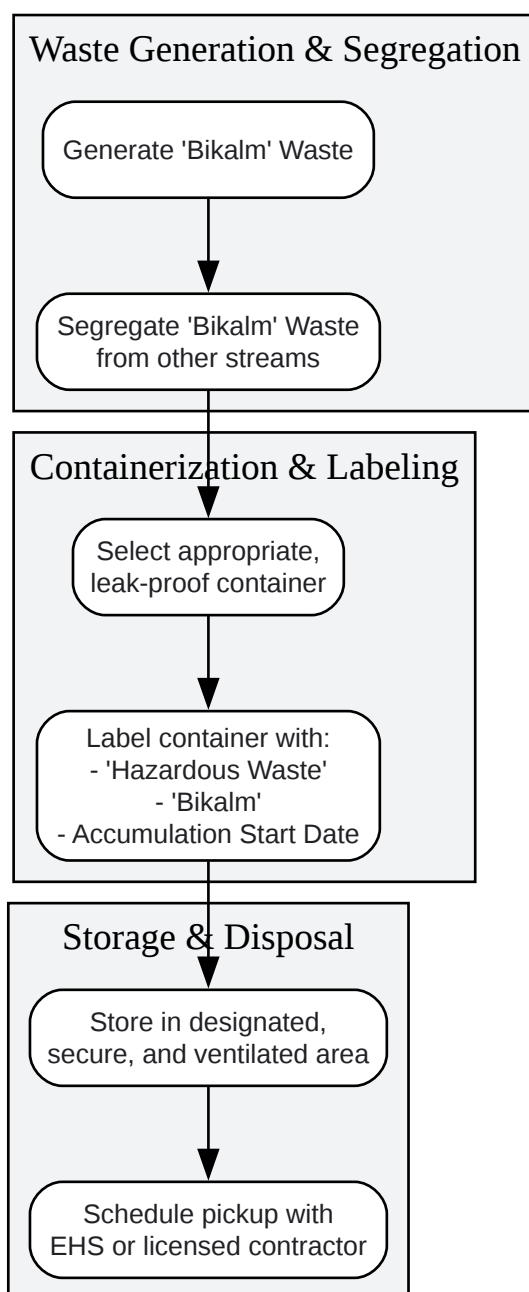 Waste Generation & Segregation
Generate 'Bikalm' Waste
Segregate 'Bikalm' Waste
from other streams
Containerization & Labeling
Select appropriate,
leak-proof container
Label container with:
- 'Hazardous Waste'
- 'Bikalm'
- Accumulation Start Date
Storage & Disposal
Store in designated,
secure, and ventilated area
Schedule pickup with
EHS or licensed contractor